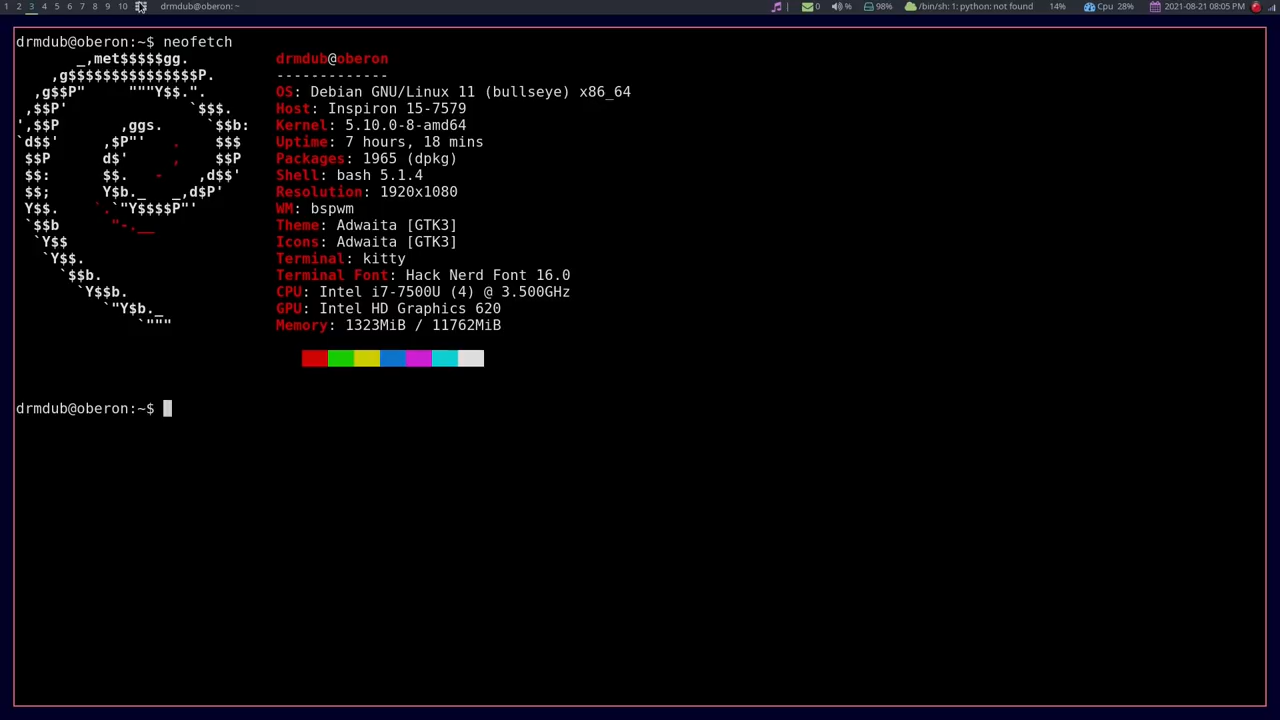 1 2 3 4 5 6 7 8 9 10 drmdub@oberon: ~ | 0 % 98% /bin/sh: 1: python: not found 14% Cpu 28% 2021-08-21 08:05 PM
drmdub@oberon:~$ neofetch
       _,met$$$$$gg.          drmdub@oberon
    ,g$$$$$$$$$$$$$$$P.       -------------
  ,g$$P"     """Y$$.".        OS: Debian GNU/Linux 11 (bullseye) x86_64
 ,$$P'              `$$$.     Host: Inspiron 15-7579
',$$P       ,ggs.     `$$b:   Kernel: 5.10.0-8-amd64
`d$$'     ,$P"'   .    $$$    Uptime: 7 hours, 18 mins
 $$P      d$'     ,    $$P    Packages: 1965 (dpkg)
 $$:      $$.   -    ,d$$'    Shell: bash 5.1.4
 $$;      Y$b._   _,d$P'      Resolution: 1920x1080
 Y$$.    `.`"Y$$$$P"'         WM: bspwm
 `$$b      "-.__              Theme: Adwaita [GTK3]
  `Y$$                        Icons: Adwaita [GTK3]
   `Y$$.                      Terminal: kitty
     `$$b.                    Terminal Font: Hack Nerd Font 16.0
       `Y$$b.                 CPU: Intel i7-7500U (4) @ 3.500GHz
          `"Y$b._             GPU: Intel HD Graphics 620
              `"""            Memory: 1323MiB / 11762MiB
drmdub@oberon:~$